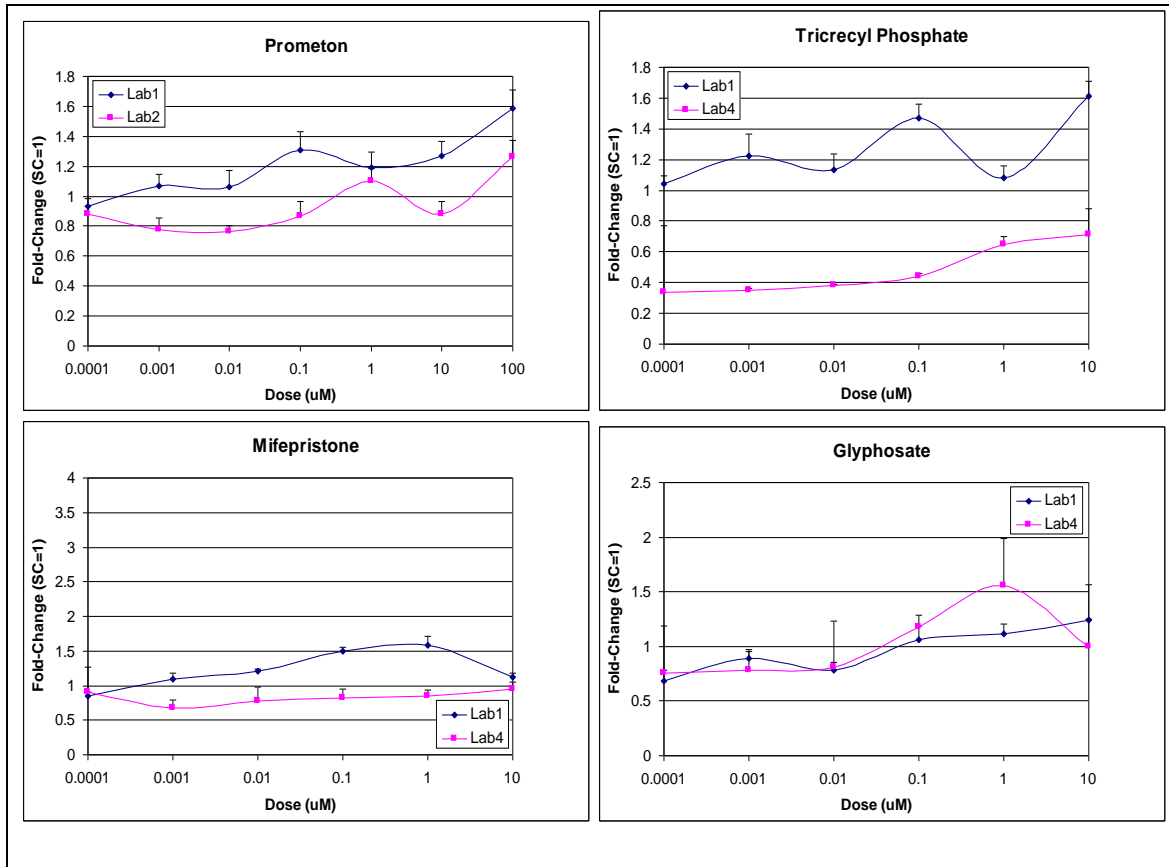 Prometon
Lab1
Lab2
1.8
1.6
1.4
1.2
1
0.8
0.6
0.4
0.2
0
Fold-Change (SC=1)
0.0001 0.001 0.01 0.1 1 10 100
Dose (uM)
Tricrecyl Phosphate
Lab1
Lab4
1.8
1.6
1.4
1.2
1
0.8
0.6
0.4
0.2
0
Fold-Change (SC=1)
0.0001 0.001 0.01 0.1 1 10
Dose (uM)
Mifepristone
4
3.5
3
2.5
2
1.5
1
0.5
0
Fold-Change (SC=1)
Lab1
Lab4
0.0001 0.001 0.01 0.1 1 10
Dose (uM)
Glyphosate
2.5
2
1.5
1
0.5
0
Fold-Change (SC=1)
Lab1
Lab4
0.0001 0.001 0.01 0.1 1 10
Dose (uM)